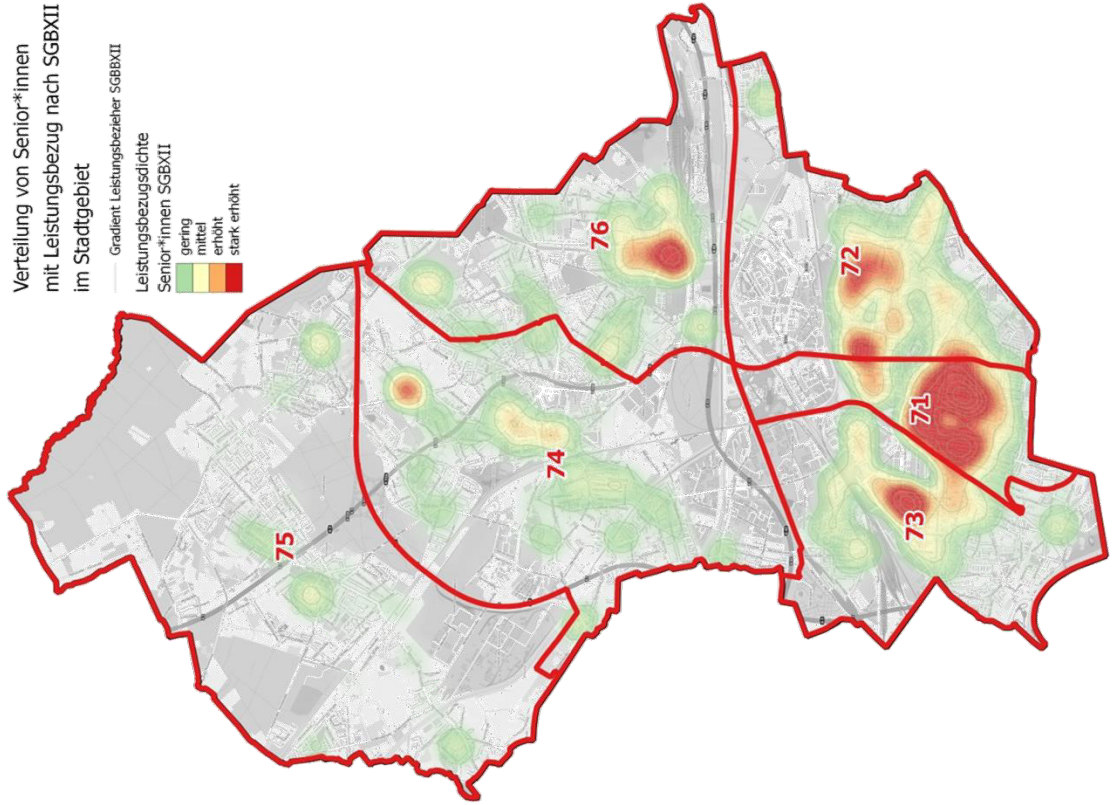 Verteilung von Senior*innen
mit Leistungsbezug nach SGBXII
im Stadtgebiet
Gradient Leistungsbezieher SGBBXII
Leistungsbezugsdichte
Senior*innen SGBXII
gering
mittel
erhöht
stark erhöht
75
74
76
73
71
72